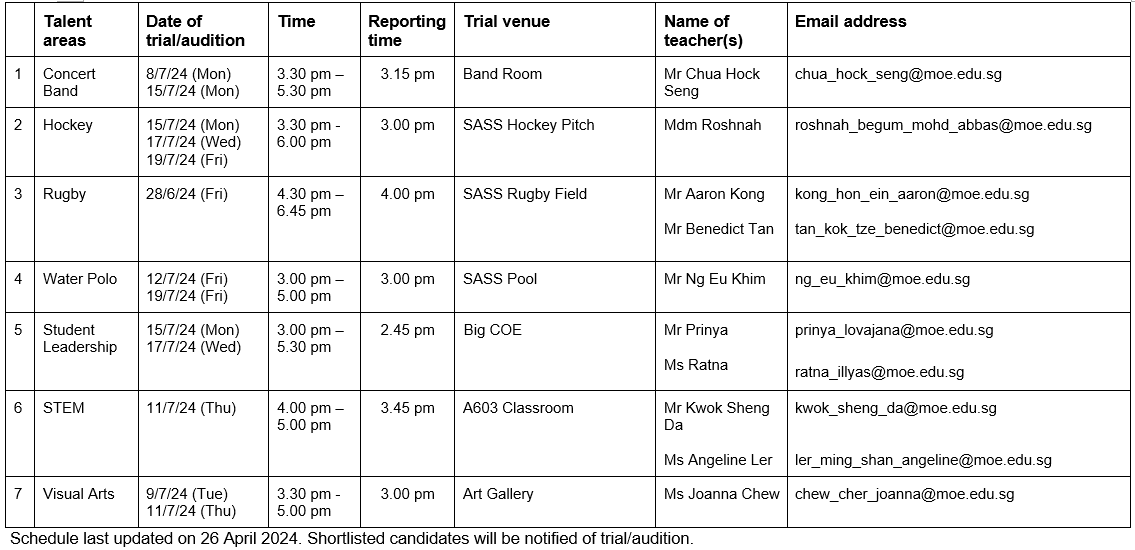 Talent areas | Date of trial/audition | Time | Reporting time | Trial venue | Name of teacher(s) | Email address
1 | Concert Band | 8/7/24 (Mon) 15/7/24 (Mon) | 3.30 pm – 5.30 pm | 3.15 pm | Band Room | Mr Chua Hock Seng | chua_hock_seng@moe.edu.sg
2 | Hockey | 15/7/24 (Mon) 17/7/24 (Wed) 19/7/24 (Fri) | 3.30 pm - 6.00 pm | 3.00 pm | SASS Hockey Pitch | Mdm Roshnah | roshnah_begum_mohd_abbas@moe.edu.sg
3 | Rugby | 28/6/24 (Fri) | 4.30 pm – 6.45 pm | 4.00 pm | SASS Rugby Field | Mr Aaron Kong Mr Benedict Tan | kong_hon_ein_aaron@moe.edu.sg tan_kok_tze_benedict@moe.edu.sg
4 | Water Polo | 12/7/24 (Fri) 19/7/24 (Fri) | 3.00 pm – 5.00 pm | 3.00 pm | SASS Pool | Mr Ng Eu Khim | ng_eu_khim@moe.edu.sg
5 | Student Leadership | 15/7/24 (Mon) 17/7/24 (Wed) | 3.00 pm – 5.30 pm | 2.45 pm | Big COE | Mr Prinya Ms Ratna | prinya_lovajana@moe.edu.sg ratna_illyas@moe.edu.sg
6 | STEM | 11/7/24 (Thu) | 4.00 pm – 5.00 pm | 3.45 pm | A603 Classroom | Mr Kwok Sheng Da Ms Angeline Ler | kwok_sheng_da@moe.edu.sg ler_ming_shan_angeline@moe.edu.sg
7 | Visual Arts | 9/7/24 (Tue) 11/7/24 (Thu) | 3.30 pm - 5.00 pm | 3.00 pm | Art Gallery | Ms Joanna Chew | chew_cher_joanna@moe.edu.sg
Schedule last updated on 26 April 2024. Shortlisted candidates will be notified of trial/audition.